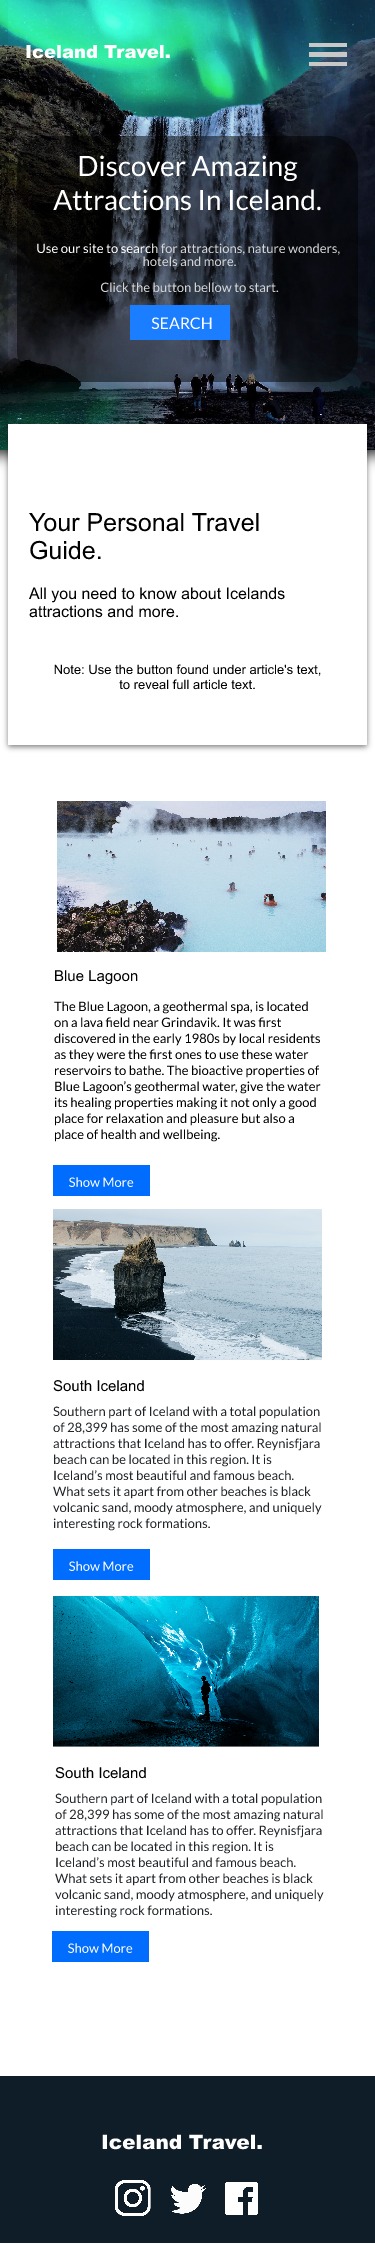 Iceland Travel.
Discover Amazing
Attractions In Iceland.
Use our site to search for attractions, nature wonders,
hotels and more.
Click the button bellow to start.
SEARCH
Your Personal Travel
Guide.
All you need to know about Icelands
attractions and more.
Note: Use the button found under article's text,
to reveal full article text.
Blue Lagoon
The Blue Lagoon, a geothermal spa, is located
on a lava field near Grindavik. It was first
discovered in the early 1980s by local residents
as they were the first ones to use these water
reservoirs to bathe. The bioactive properties of
Blue Lagoon’s geothermal water, give the water
its healing properties making it not only a good
place for relaxation and pleasure but also a
place of health and wellbeing.
Show More
South Iceland
Southern part of Iceland with a total population
of 28,399 has some of the most amazing natural
attractions that Iceland has to offer. Reynisfjara
beach can be located in this region. It is
Iceland’s most beautiful and famous beach.
What sets it apart from other beaches is black
volcanic sand, moody atmosphere, and uniquely
interesting rock formations.
Show More
South Iceland
Southern part of Iceland with a total population
of 28,399 has some of the most amazing natural
attractions that Iceland has to offer. Reynisfjara
beach can be located in this region. It is
Iceland’s most beautiful and famous beach.
What sets it apart from other beaches is black
volcanic sand, moody atmosphere, and uniquely
interesting rock formations.
Show More
Iceland Travel.